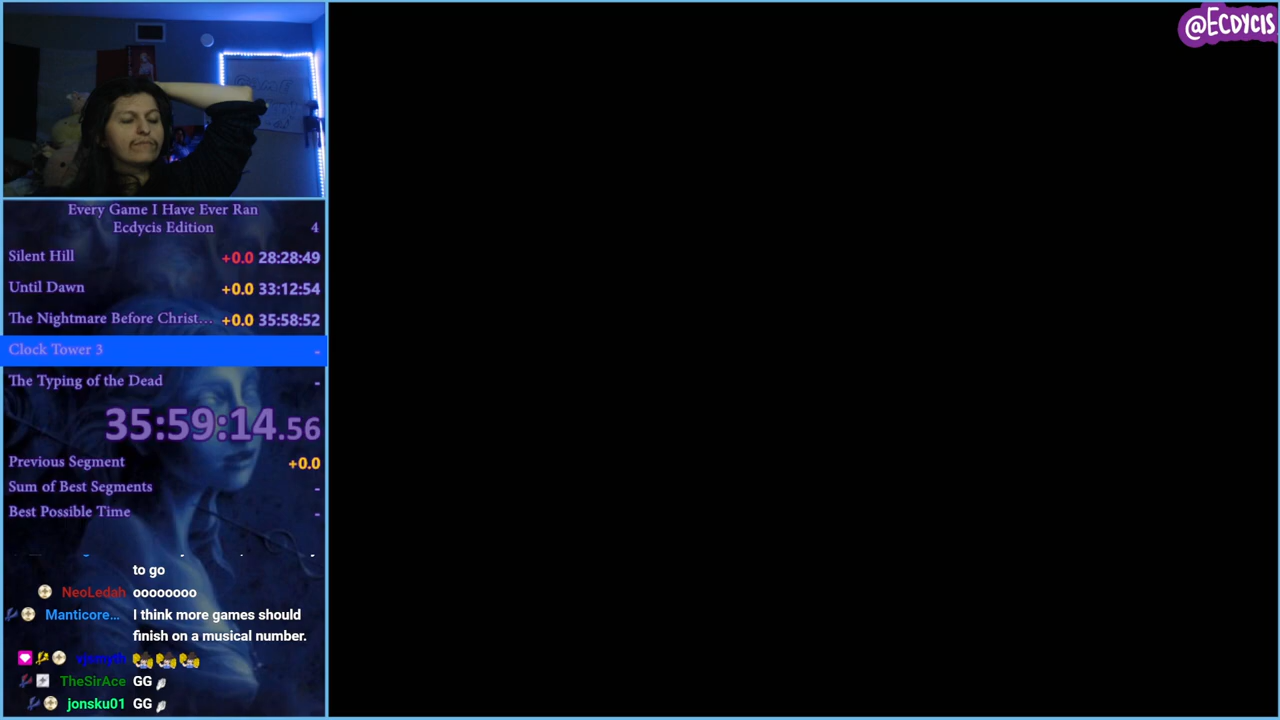 @ECDYCIS
Every Game I Have Ever Ran
Ecdycis Edition 4
Silent Hill +0.0 28:28:49
Until Dawn +0.0 33:12:54
The Nightmare Before Christ... +0.0 35:58:52
Clock Tower 3 -
The Typing of the Dead -
35:59:14.56
Previous Segment +0.0
Sum of Best Segments -
Best Possible Time -
to go
NeoLedah oooooooo
Manticore... I think more games should
finish on a musical number.
TheSirAce GG
jonsku01 GG